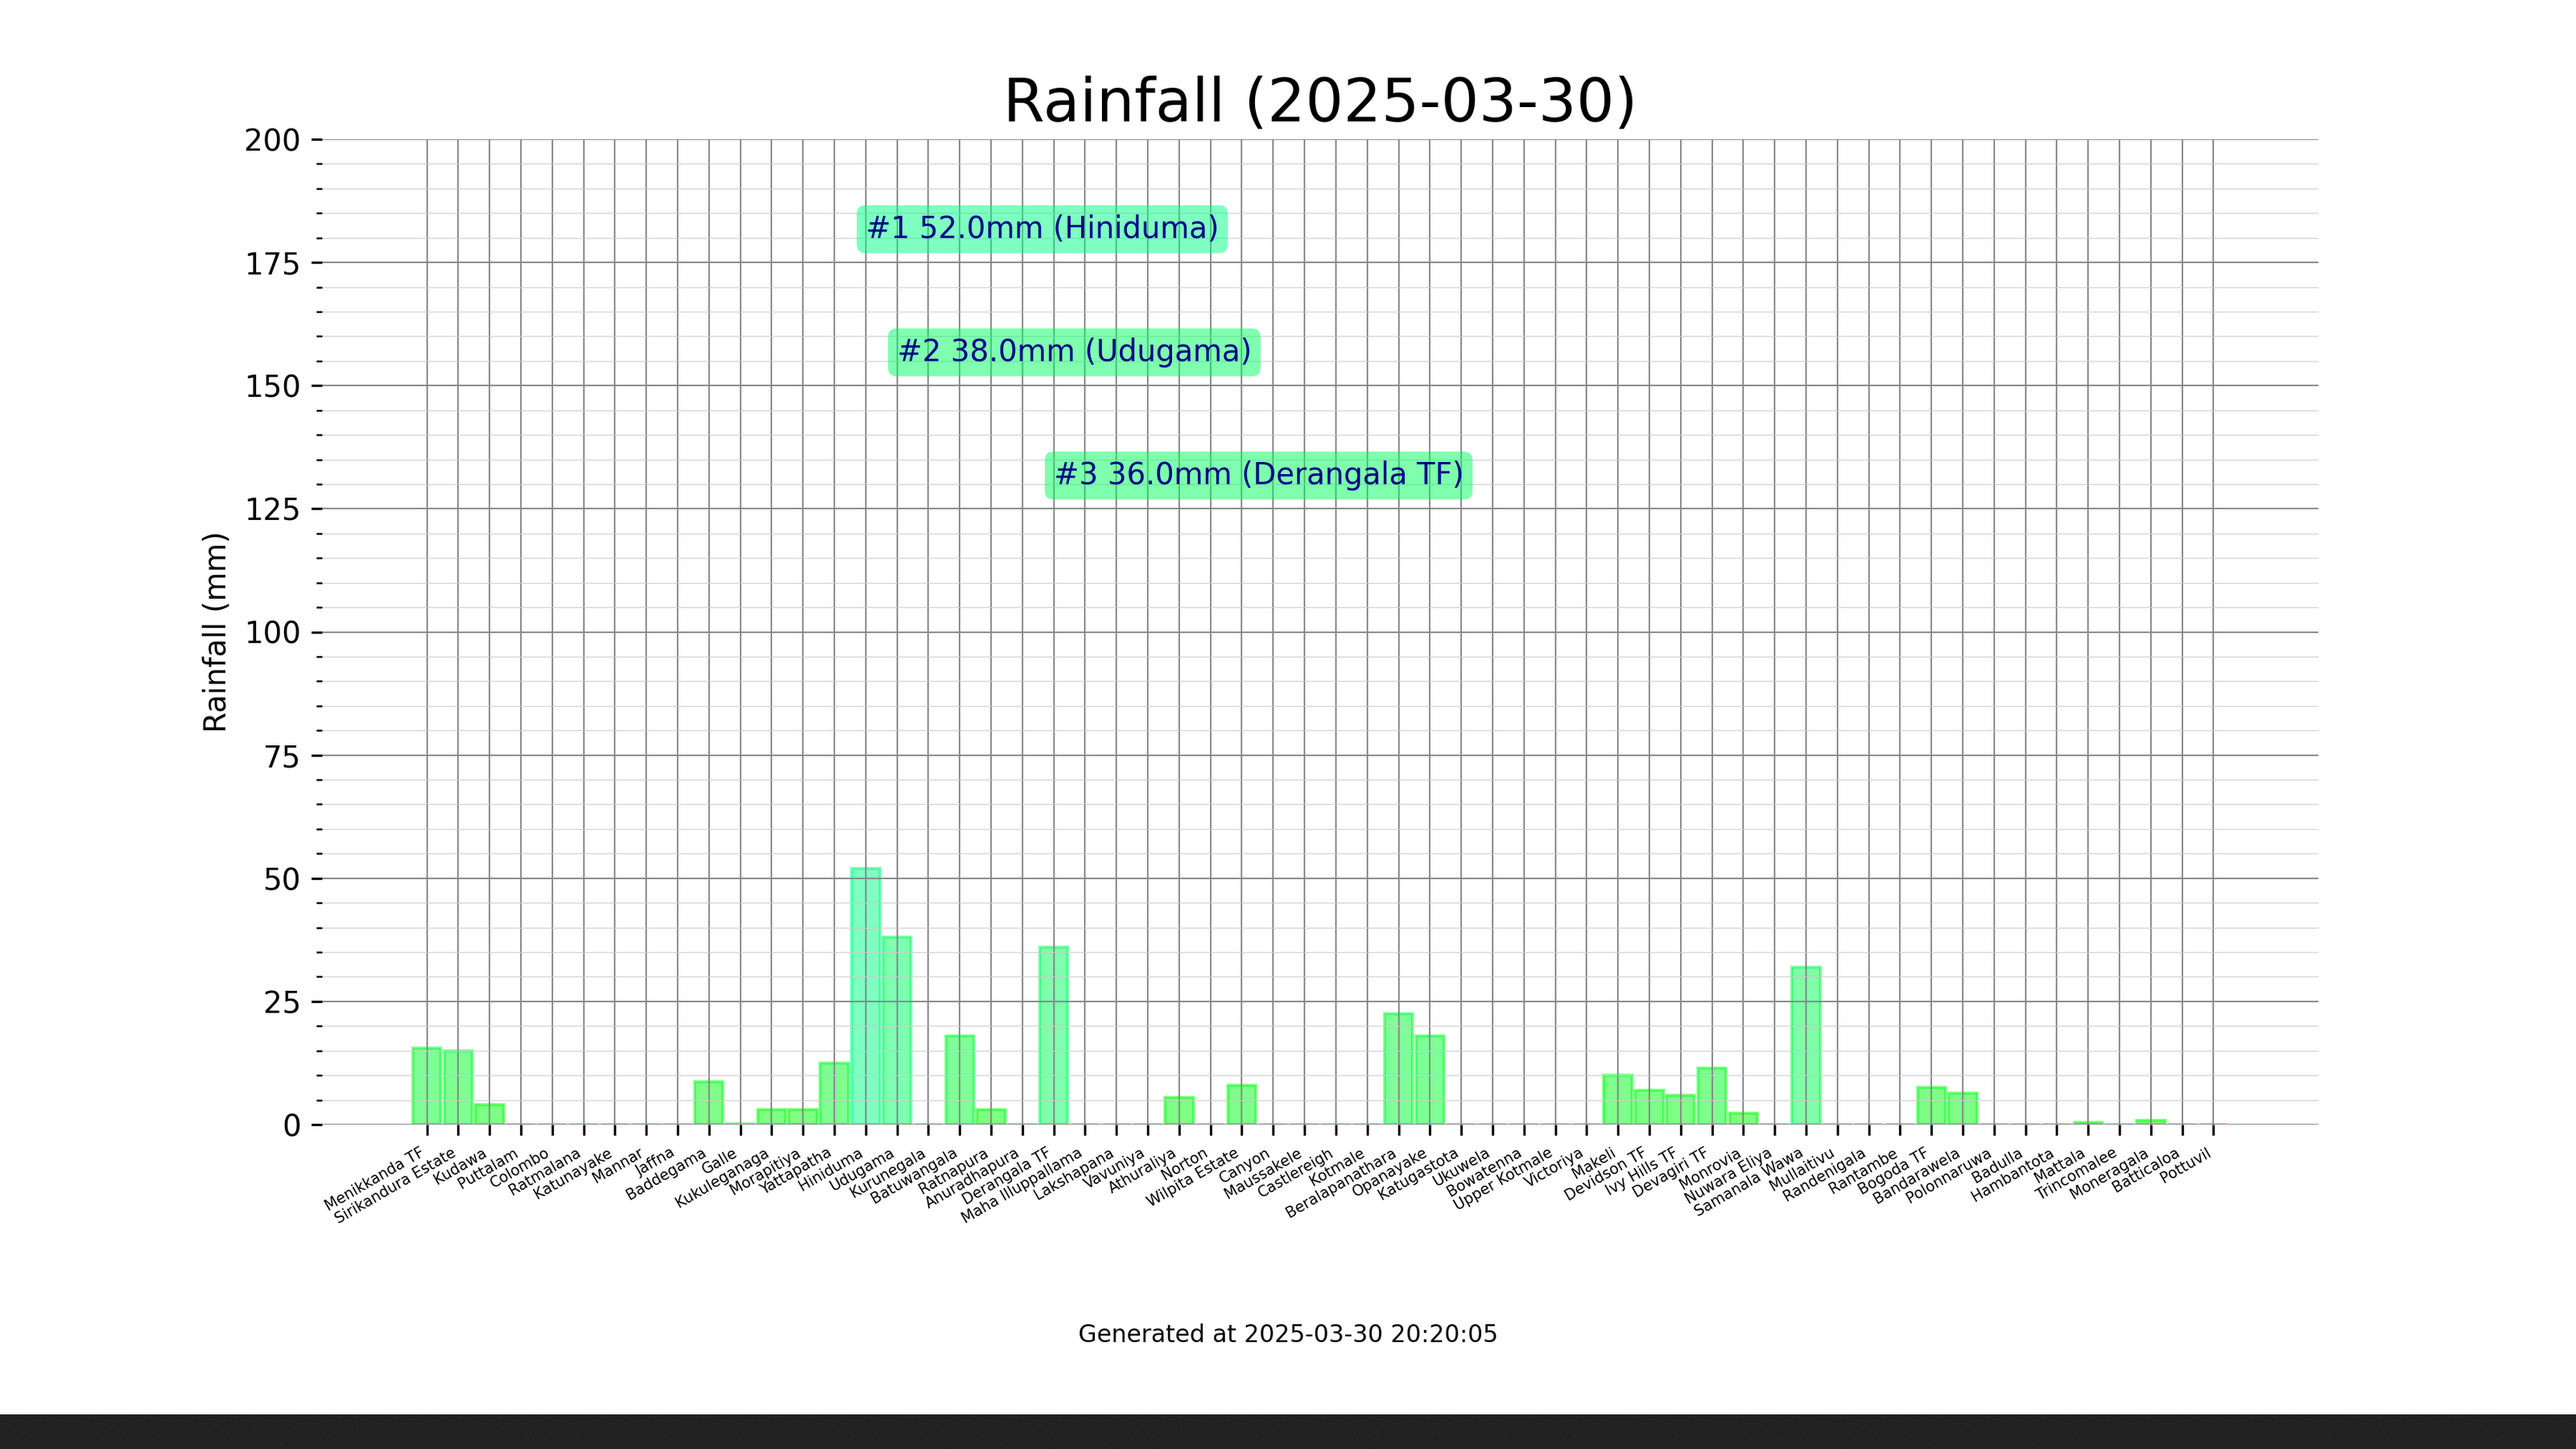 Rainfall (2025-03-30)
200
175
150
125
100
75
50
25
0
Rainfall (mm)
#1 52.0mm (Hiniduma)
#2 38.0mm (Udugama)
#3 36.0mm (Derangala TF)
Menikkanda TF
Sirikandura Estate
Kudawa
Puttalam
Colombo
Ratmalana
Katunayake
Mannar
Jaffna
Baddegama
Galle
Kukuleganaga
Morapitiya
Yattapatha
Hiniduma
Udugama
Kurunegala
Batuwangala
Ratnapura
Anuradhapura
Derangala TF
Maha Illuppallama
Lakshapana
Vavuniya
Athuraliya
Norton
Wilpita Estate
Canyon
Maussakele
Castlereigh
Kotmale
Beralapanathara
Opanayake
Katugastota
Ukuwela
Bowatenna
Upper Kotmale
Victoriya
Makeli
Devidson TF
Ivy Hills TF
Devagiri TF
Monrovia
Nuwara Eliya
Samanala Wawa
Mullaitivu
Randenigala
Rantambe
Bogoda TF
Bandarawela
Polonnaruwa
Badulla
Hambantota
Mattala
Trincomalee
Moneragala
Batticaloa
Pottuvil
Generated at 2025-03-30 20:20:05